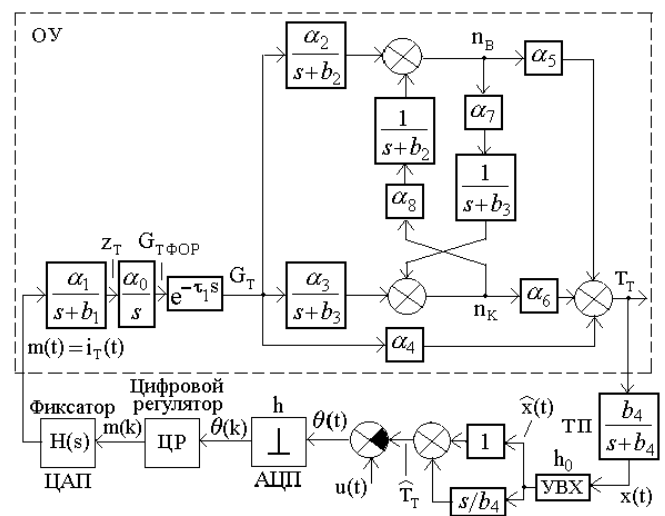 ОУ
α₂
s+b₂
n_В
α₅
1
s+b₂
α₇
α₈
1
s+b₃
z_Т
G_ТФОР
α₁
s+b₁
α₀
s
e^(-τ₁s)
G_Т
α₃
s+b₃
n_К
α₆
T_Т
α₄
m(t)=i_Т(t)
Фиксатор
H(s)
ЦАП
m(k)
Цифровой
регулятор
ЦР
θ(k)
h
⊥
АЦП
θ(t)
u(t)
T̂_Т
1
s/b₄
x̂(t)
h₀
УВХ
x(t)
ТП
b₄
s+b₄